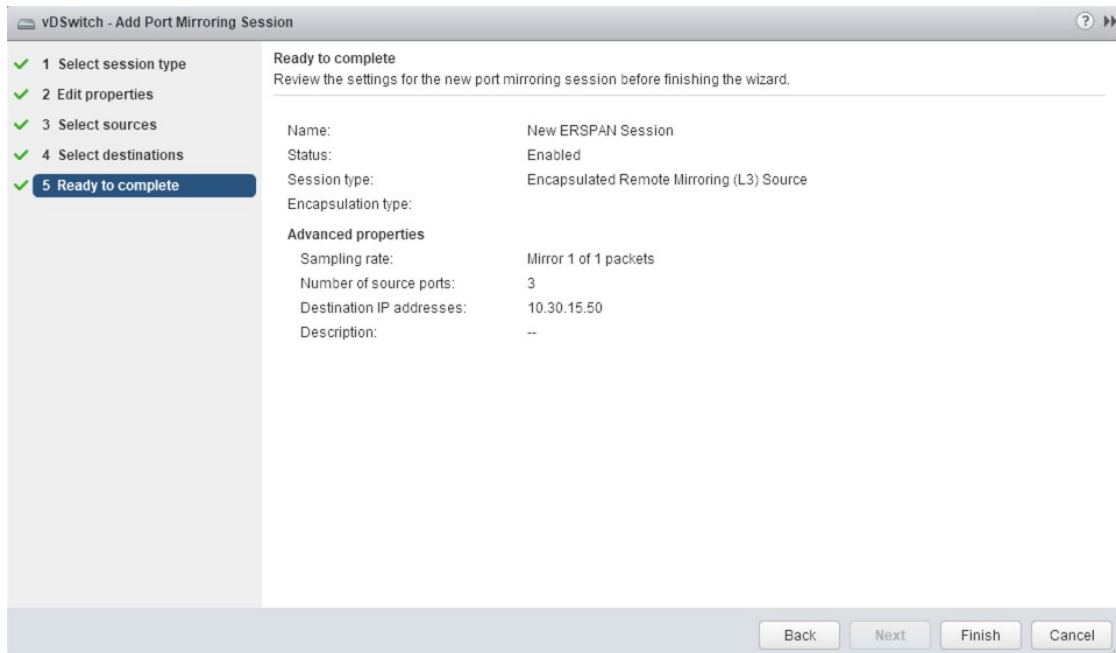 vDSwitch - Add Port Mirroring Session
?
1 Select session type
2 Edit properties
3 Select sources
4 Select destinations
5 Ready to complete
Ready to complete
Review the settings for the new port mirroring session before finishing the wizard.
Name: New ERSPAN Session
Status: Enabled
Session type: Encapsulated Remote Mirroring (L3) Source
Encapsulation type:
Advanced properties
Sampling rate: Mirror 1 of 1 packets
Number of source ports: 3
Destination IP addresses: 10.30.15.50
Description: --
Back Next Finish Cancel